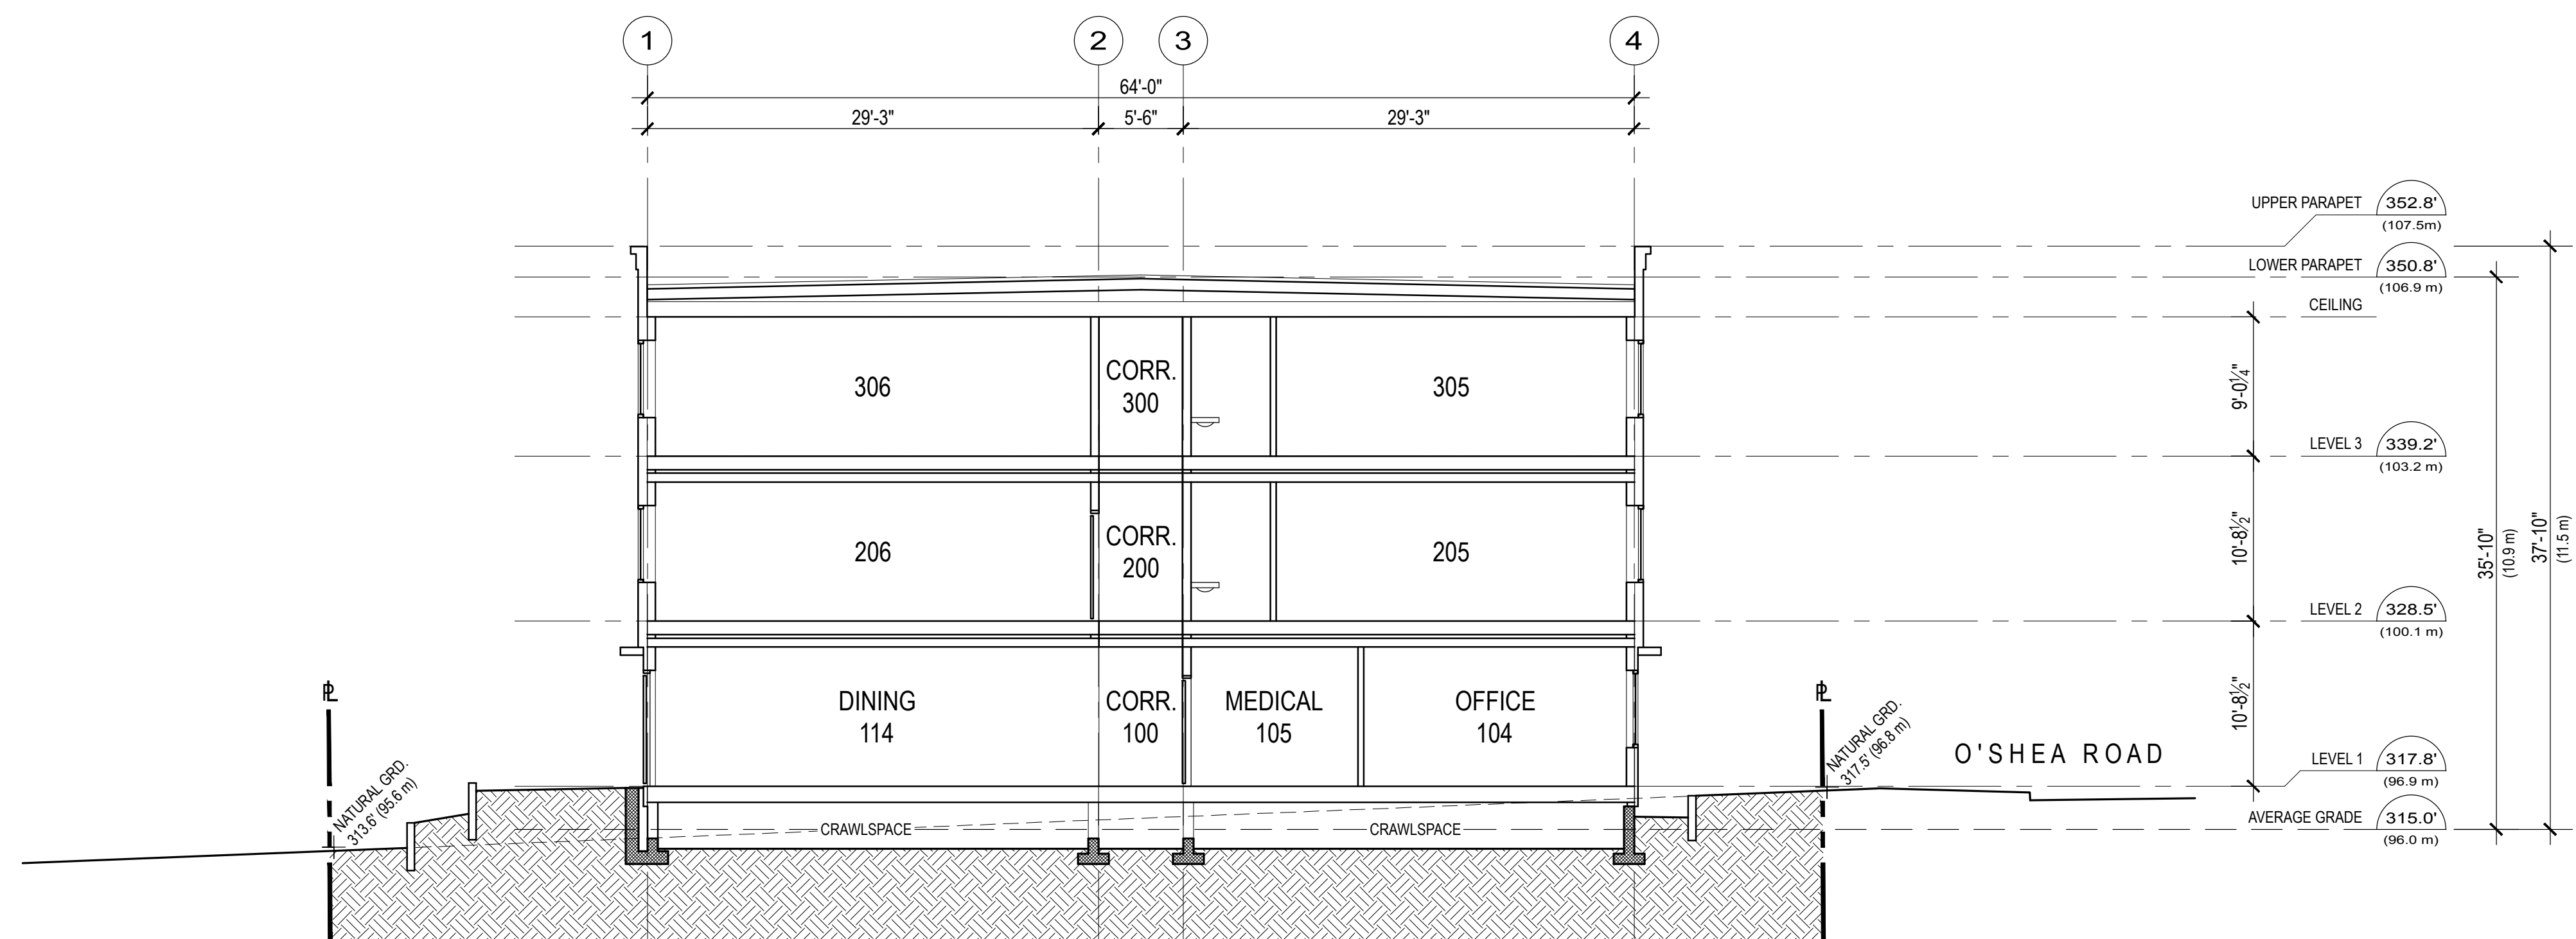 1
2
3
4
64'-0"
29'-3"
5'-6"
29'-3"
UPPER PARAPET
352.8'
(107.5m)
LOWER PARAPET
350.8'
(106.9 m)
CEILING
306
CORR.
300
305
9'-0¼"
LEVEL 3
339.2'
(103.2 m)
206
CORR.
200
205
10'-8½"
35'-10"
(10.9 m)
37'-10"
(11.5 m)
LEVEL 2
328.5'
(100.1 m)
DINING
114
CORR.
100
MEDICAL
105
OFFICE
104
10'-8½"
PL
NATURAL GRD.
313.6' (95.6 m)
PL
NATURAL GRD.
317.5' (96.8 m)
O'SHEA ROAD
LEVEL 1
317.8'
(96.9 m)
CRAWLSPACE
CRAWLSPACE
AVERAGE GRADE
315.0'
(96.0 m)